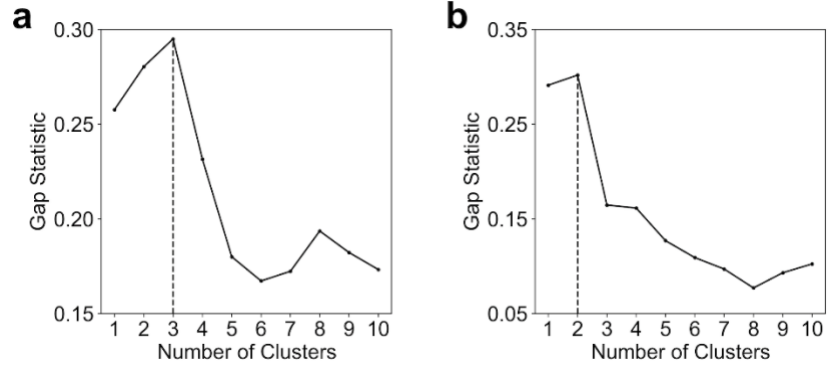 a
0.30
0.25
0.20
0.15
Gap Statistic
1 2 3 4 5 6 7 8 9 10
Number of Clusters
b
0.35
0.25
0.15
0.05
Gap Statistic
1 2 3 4 5 6 7 8 9 10
Number of Clusters